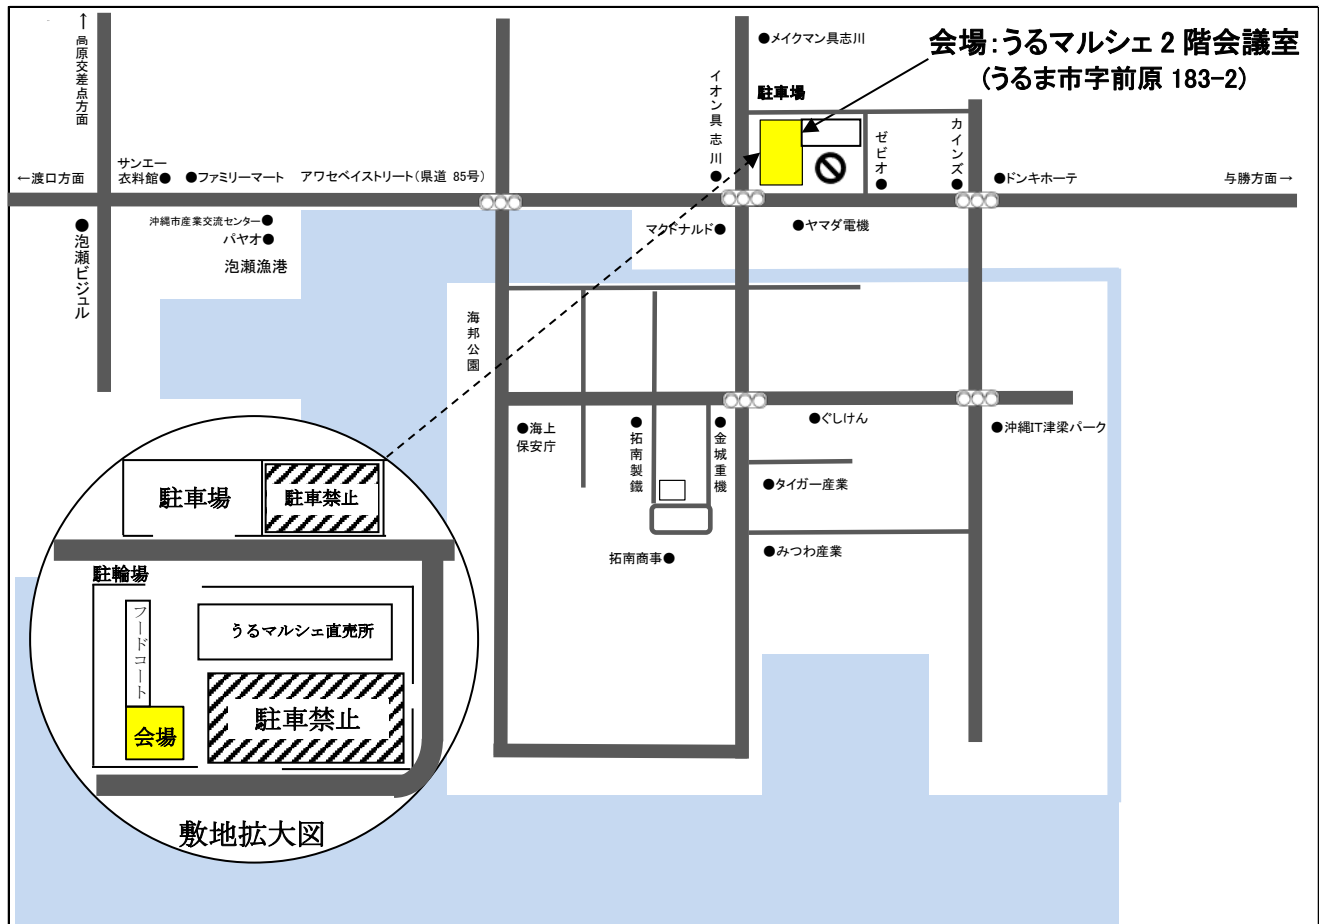 ↑高原交差点方面
●メイクマン具志川
会場：うるマルシェ２階会議室
(うるま市字前原 183-2)
イオン具志川●
駐車場
ゼビオ●
カインズ●
サンエー
衣料館●
●ファミリーマート
アワセベイストリート（県道 85号）
←渡口方面
●ドンキホーテ
与勝方面→
●泡瀬ビジュル
沖縄市産業交流センター●
パヤオ●
泡瀬漁港
マクドナルド●
●ヤマダ電機
海邦公園
●海上
保安庁
●拓南製鐵
●金城重機
●ぐしけん
●沖縄IT津梁パーク
●タイガー産業
●みつわ産業
拓南商事●
駐車場
駐車禁止
駐輪場
フードコート
うるマルシェ直売所
駐車禁止
会場
敷地拡大図